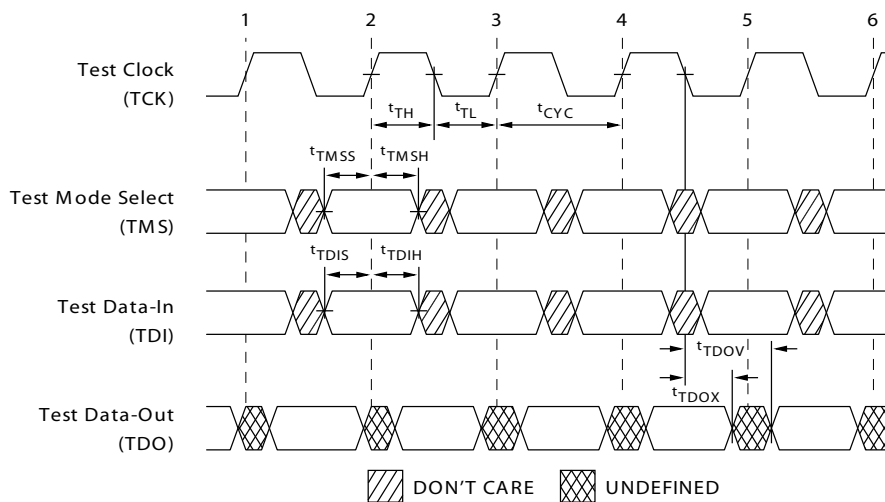 1 2 3 4 5 6
Test Clock
(TCK)
tTH tTL tCYC
tTMSS tTMSH
Test Mode Select
(TMS)
tTDIS tTDIH
Test Data-In
(TDI)
tTDOV
tTDOX
Test Data-Out
(TDO)
DON'T CARE UNDEFINED